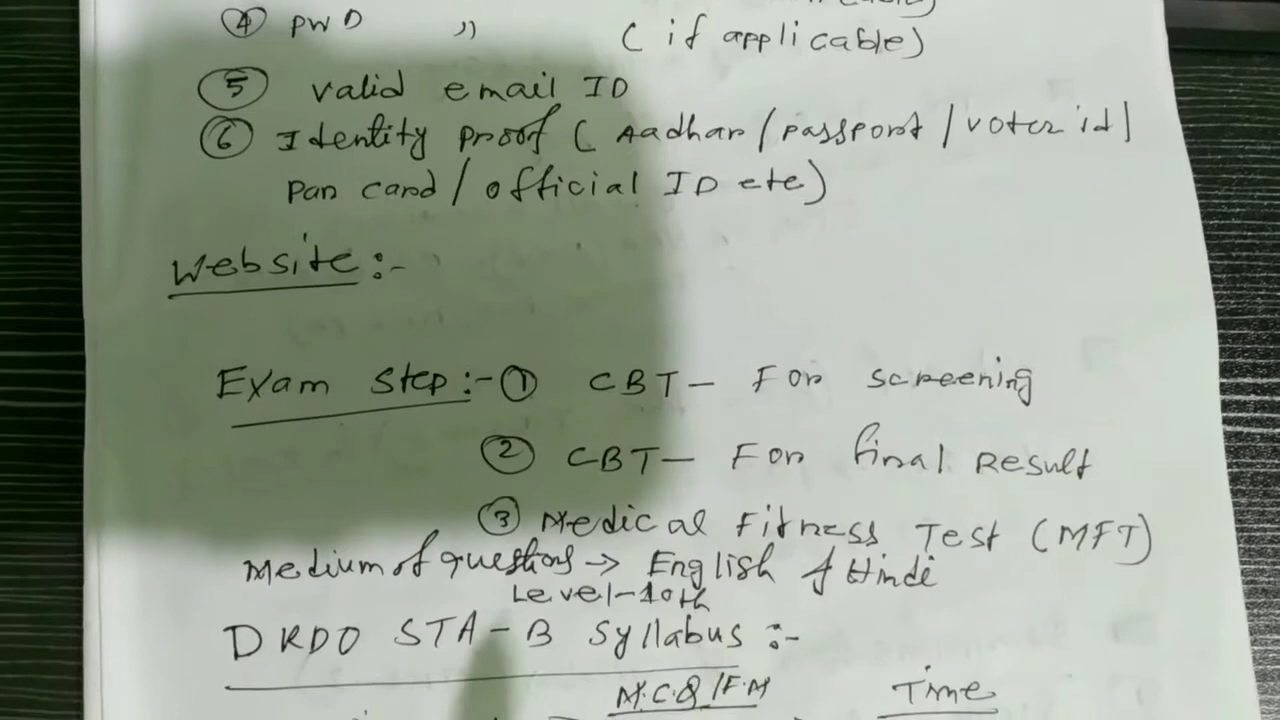 ④ PWD " (if applicable)
⑤ valid email ID
⑥ Identity proof ( Aadhar / passport / voter id /
Pan card / official ID etc)
Website :-
Exam Step :- ① CBT - For screening
② CBT - For final Result
③ Medical Fitness Test (MFT)
Medium of questions → English & Hindi
Level - 10th
DRDO STA - B Syllabus :-
M.C.Q / F.M Time